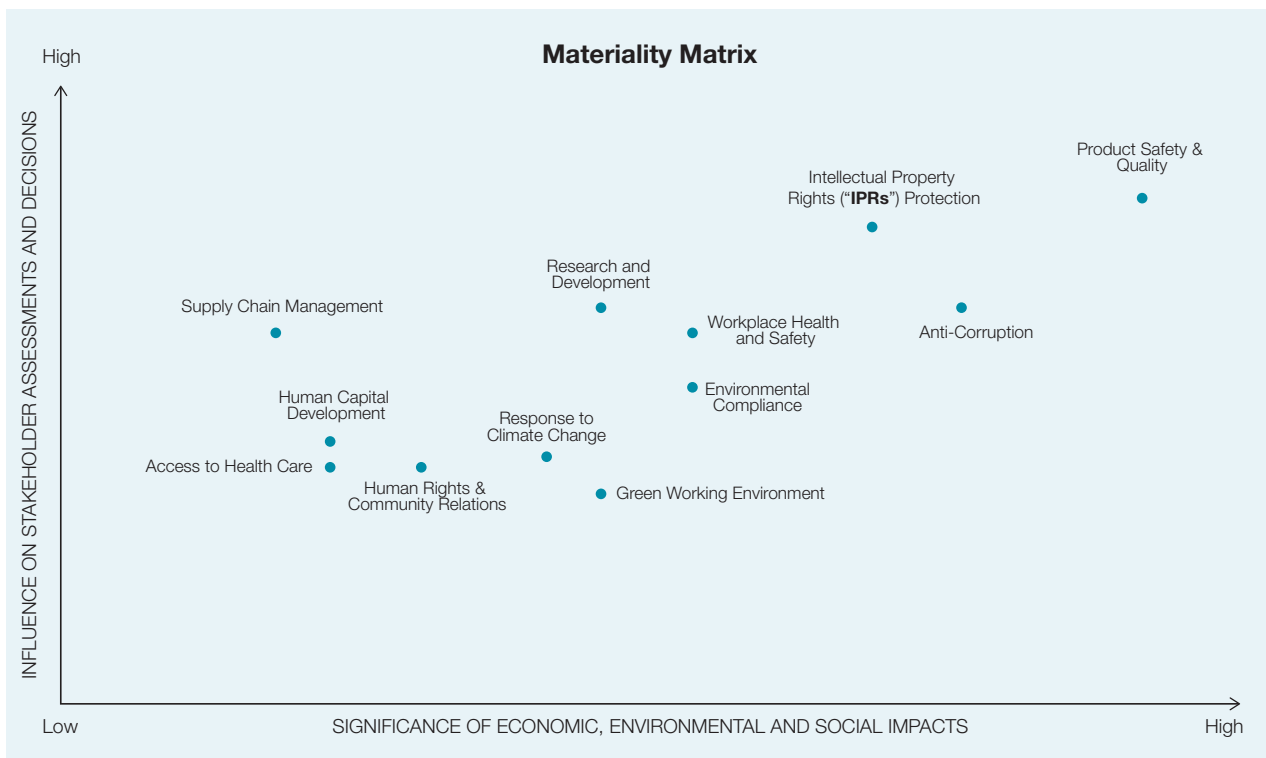 Materiality Matrix
High
INFLUENCE ON STAKEHOLDER ASSESSMENTS AND DECISIONS
Product Safety &
Quality
Intellectual Property
Rights (“IPRs”) Protection
Research and
Development
Supply Chain Management
Workplace Health
and Safety
Anti-Corruption
Environmental
Compliance
Human Capital
Development
Response to
Climate Change
Access to Health Care
Human Rights &
Community Relations
Green Working Environment
Low
SIGNIFICANCE OF ECONOMIC, ENVIRONMENTAL AND SOCIAL IMPACTS
High